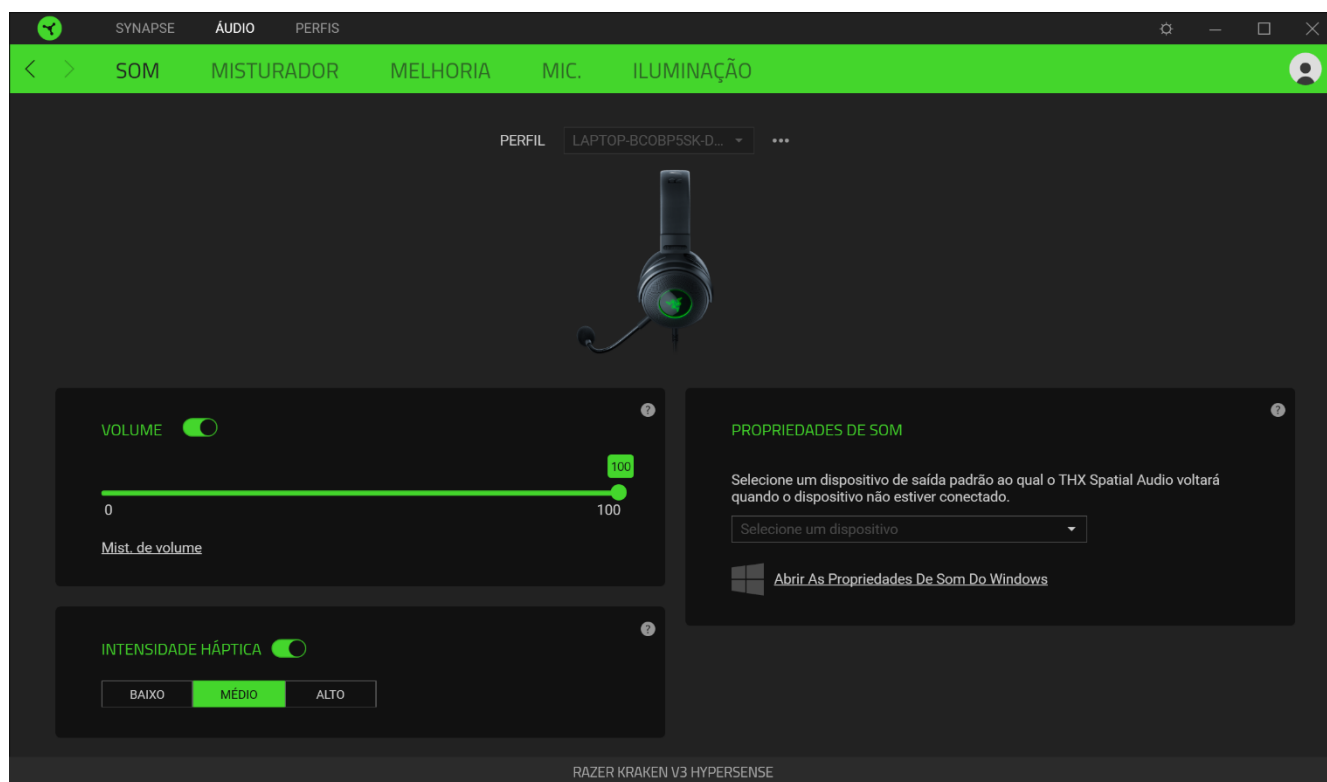 SYNAPSE ÁUDIO PERFIS
SOM MISTURADOR MELHORIA MIC. ILUMINAÇÃO
PERFIL LAPTOP-BCOBP5SK-D...
VOLUME
100
0 100
Mist. de volume
PROPRIEDADES DE SOM
Selecione um dispositivo de saída padrão ao qual o THX Spatial Audio voltará
quando o dispositivo não estiver conectado.
Selecione um dispositivo
Abrir As Propriedades De Som Do Windows
INTENSIDADE HÁPTICA
BAIXO MÉDIO ALTO
RAZER KRAKEN V3 HYPERSENSE